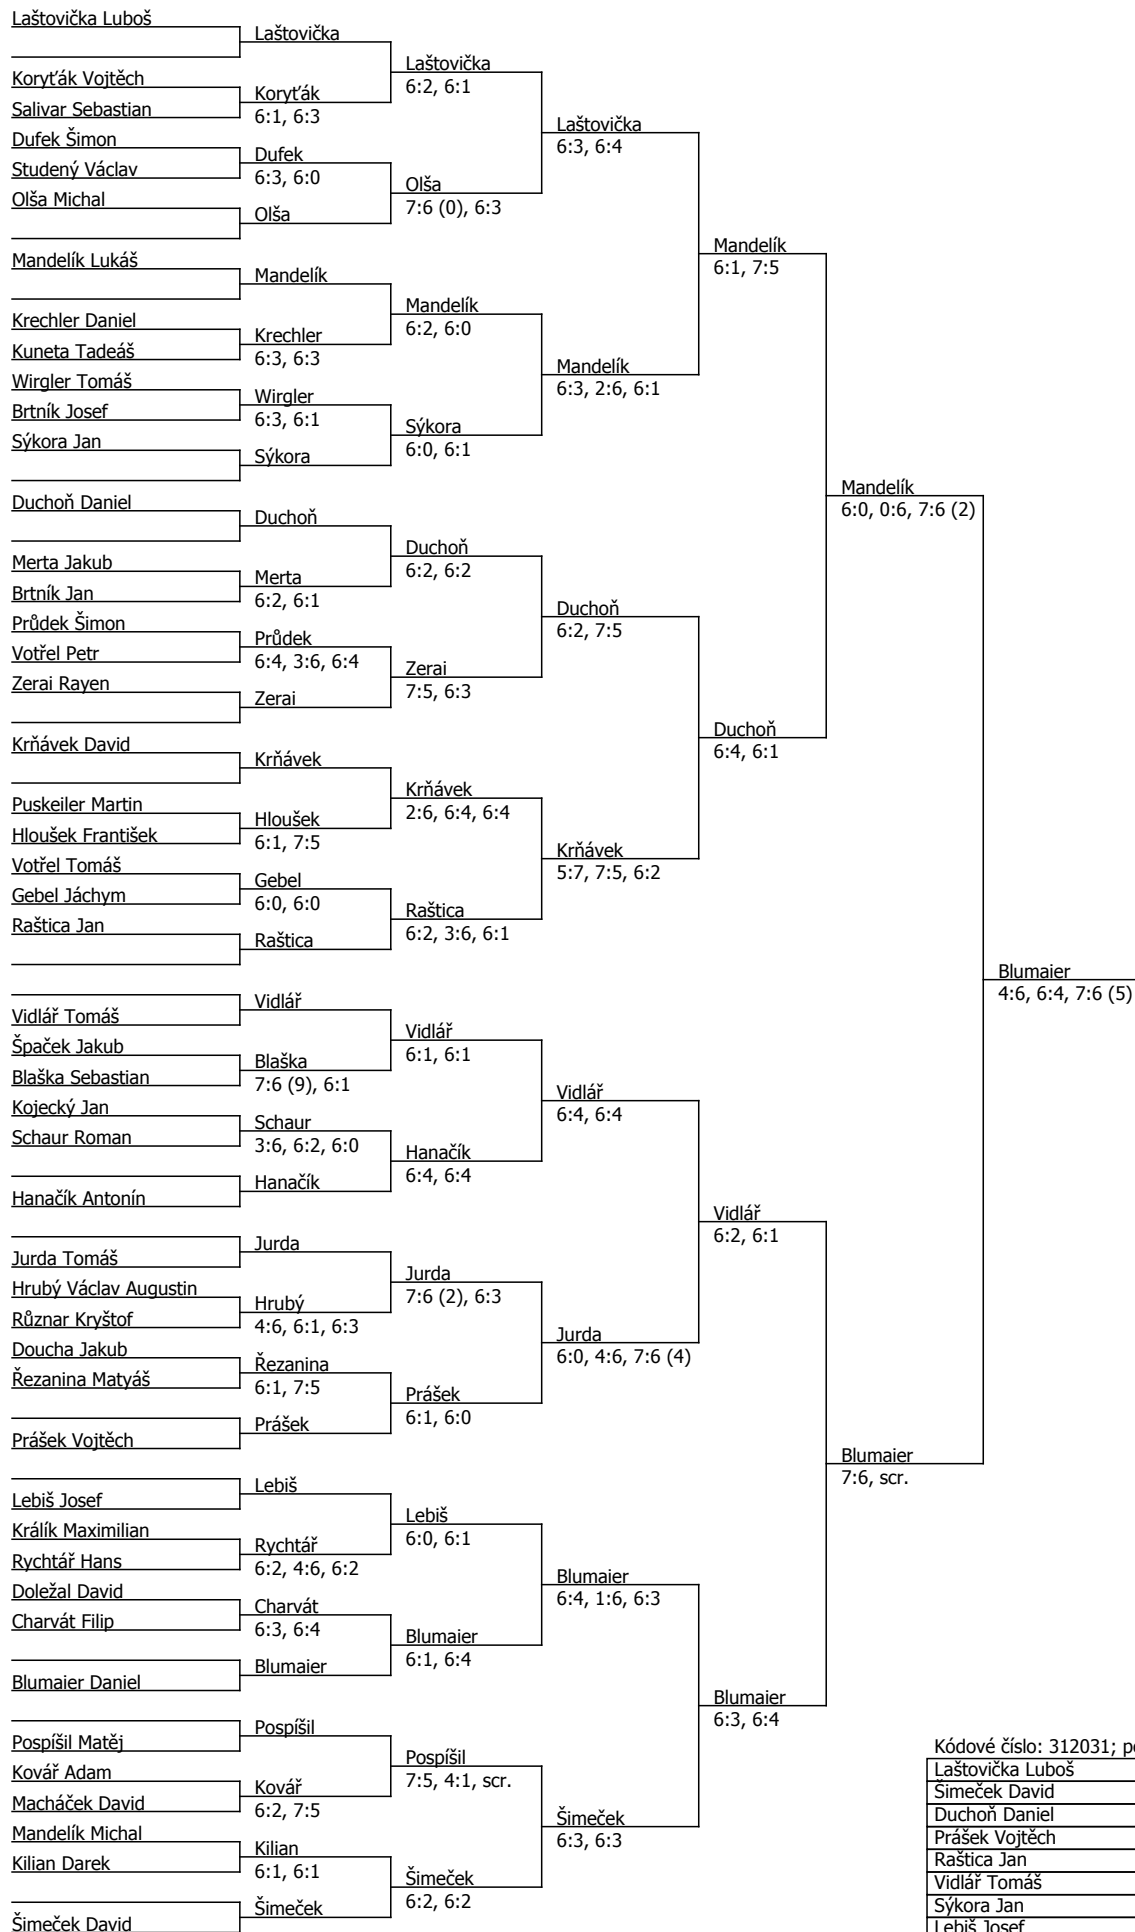 Laštovička Luboš
Koryťák Vojtěch
Salivar Sebastian
Dufek Šimon
Studený Václav
Olša Michal
Mandelík Lukáš
Krechler Daniel
Kuneta Tadeáš
Wirgler Tomáš
Brtník Josef
Sýkora Jan
Duchoň Daniel
Merta Jakub
Brtník Jan
Průdek Šimon
Votřel Petr
Zerai Rayen
Krňávek David
Puskeiler Martin
Hloušek František
Votřel Tomáš
Gebel Jáchym
Raštica Jan
Vidlář Tomáš
Špaček Jakub
Blaška Sebastian
Kojecký Jan
Schaur Roman
Hanačík Antonín
Jurda Tomáš
Hrubý Václav Augustin
Různar Kryštof
Doucha Jakub
Řezanina Matyáš
Prášek Vojtěch
Lebiš Josef
Králík Maximilian
Rychtář Hans
Doležal David
Charvát Filip
Blumaier Daniel
Pospíšil Matěj
Kovář Adam
Macháček David
Mandelík Michal
Kilian Darek
Šimeček David
Laštovička
Koryťák
6:1, 6:3
Dufek
6:3, 6:0
Olša
Mandelík
Krechler
6:3, 6:3
Wirgler
6:3, 6:1
Sýkora
Duchoň
Merta
6:2, 6:1
Průdek
6:4, 3:6, 6:4
Zerai
Krňávek
Hloušek
6:1, 7:5
Gebel
6:0, 6:0
Raštica
Vidlář
Blaška
7:6 (9), 6:1
Schaur
3:6, 6:2, 6:0
Hanačík
Jurda
Hrubý
4:6, 6:1, 6:3
Řezanina
6:1, 7:5
Prášek
Lebiš
Rychtář
6:2, 4:6, 6:2
Charvát
6:3, 6:4
Blumaier
Pospíšil
Kovář
6:2, 7:5
Kilian
6:1, 6:1
Šimeček
Laštovička
6:2, 6:1
Olša
7:6 (0), 6:3
Mandelík
6:2, 6:0
Sýkora
6:0, 6:1
Duchoň
6:2, 6:2
Zerai
7:5, 6:3
Krňávek
2:6, 6:4, 6:4
Raštica
6:2, 3:6, 6:1
Vidlář
6:1, 6:1
Hanačík
6:4, 6:4
Jurda
7:6 (2), 6:3
Prášek
6:1, 6:0
Lebiš
6:0, 6:1
Blumaier
6:1, 6:4
Pospíšil
7:5, 4:1, scr.
Šimeček
6:2, 6:2
Laštovička
6:3, 6:4
Mandelík
6:3, 2:6, 6:1
Duchoň
6:2, 7:5
Krňávek
5:7, 7:5, 6:2
Vidlář
6:4, 6:4
Jurda
6:0, 4:6, 7:6 (4)
Blumaier
6:4, 1:6, 6:3
Šimeček
6:3, 6:3
Mandelík
6:1, 7:5
Duchoň
6:4, 6:1
Vidlář
6:2, 6:1
Blumaier
6:3, 6:4
Mandelík
6:0, 0:6, 7:6 (2)
Blumaier
7:6, scr.
Blumaier
4:6, 6:4, 7:6 (5)
Kódové číslo: 312031;
Laštovička Luboš
Šimeček David
Duchoň Daniel
Prášek Vojtěch
Raštica Jan
Vidlář Tomáš
Sýkora Jan
Lebiš Josef